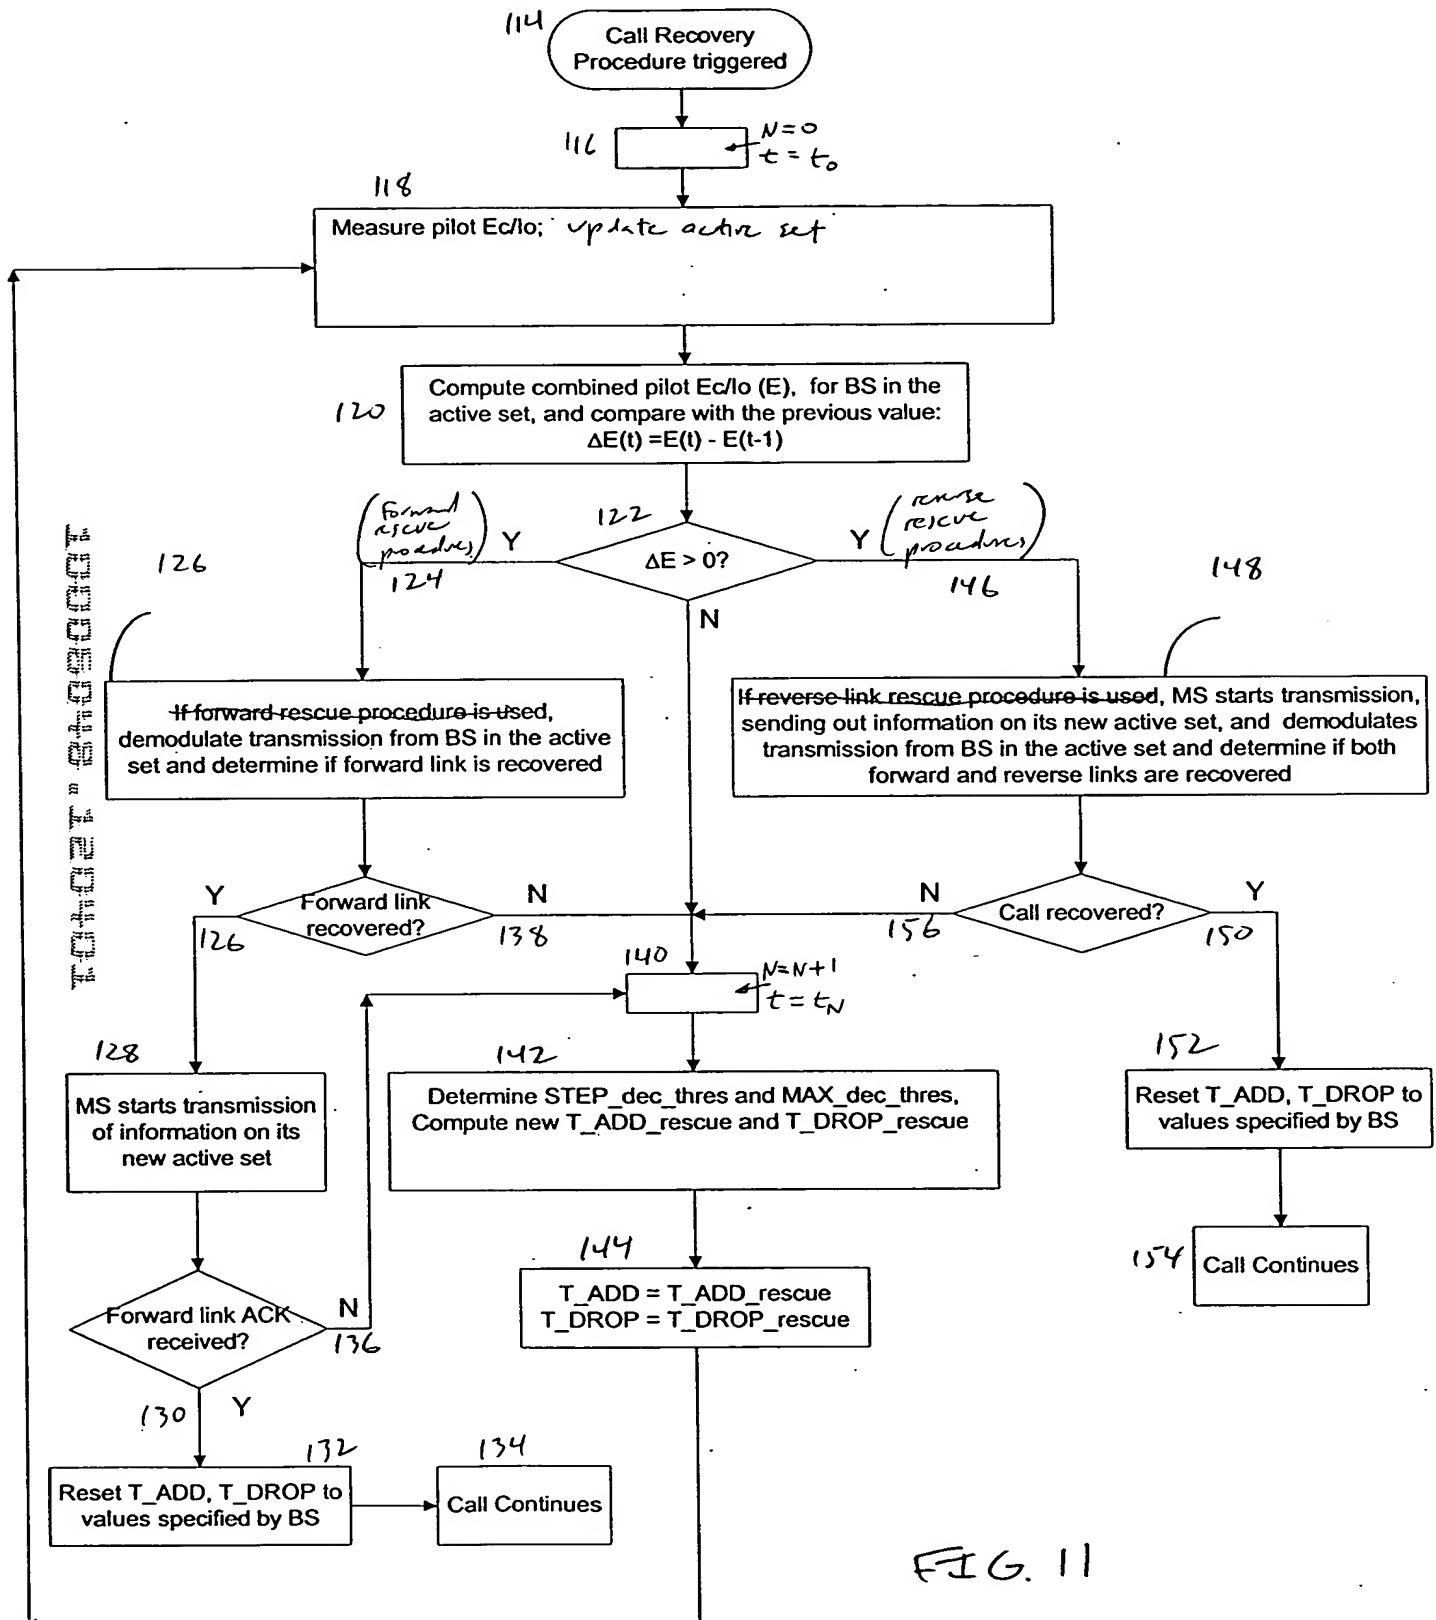 114
Call Recovery
Procedure triggered
116
N=0
t = t0
118
Measure pilot Ec/Io; update active set
120
Compute combined pilot Ec/Io (E), for BS in the
active set, and compare with the previous value:
ΔE(t) =E(t) - E(t-1)
(Forward
rescue
procedures)
Y
122
ΔE > 0?
Y
(reverse
rescue
procedures)
124
146
N
126
148
If forward rescue procedure is used,
demodulate transmission from BS in the active
set and determine if forward link is recovered
If reverse link rescue procedure is used, MS starts transmission,
sending out information on its new active set, and demodulates
transmission from BS in the active set and determine if both
forward and reverse links are recovered
10005048.120401
Y
Forward link
recovered?
N
126
138
N
Call recovered?
Y
156
150
140
N=N+1
t = tN
128
MS starts transmission
of information on its
new active set
142
Determine STEP_dec_thres and MAX_dec_thres,
Compute new T_ADD_rescue and T_DROP_rescue
152
Reset T_ADD, T_DROP to
values specified by BS
144
T_ADD = T_ADD_rescue
T_DROP = T_DROP_rescue
154
Call Continues
Forward link ACK
received?
N
136
130
Y
132
Reset T_ADD, T_DROP to
values specified by BS
134
Call Continues
FIG. 11